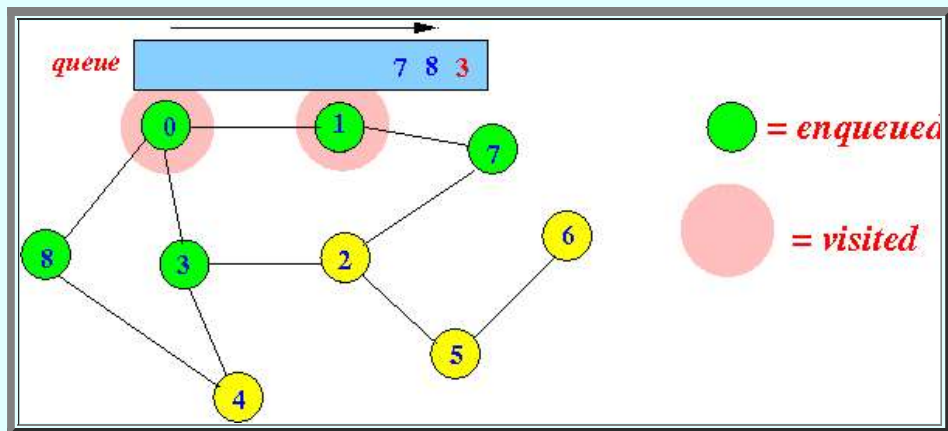 queue 7 8 3
0 1 = enqueued
7
6
8 3 2 = visited
5
4